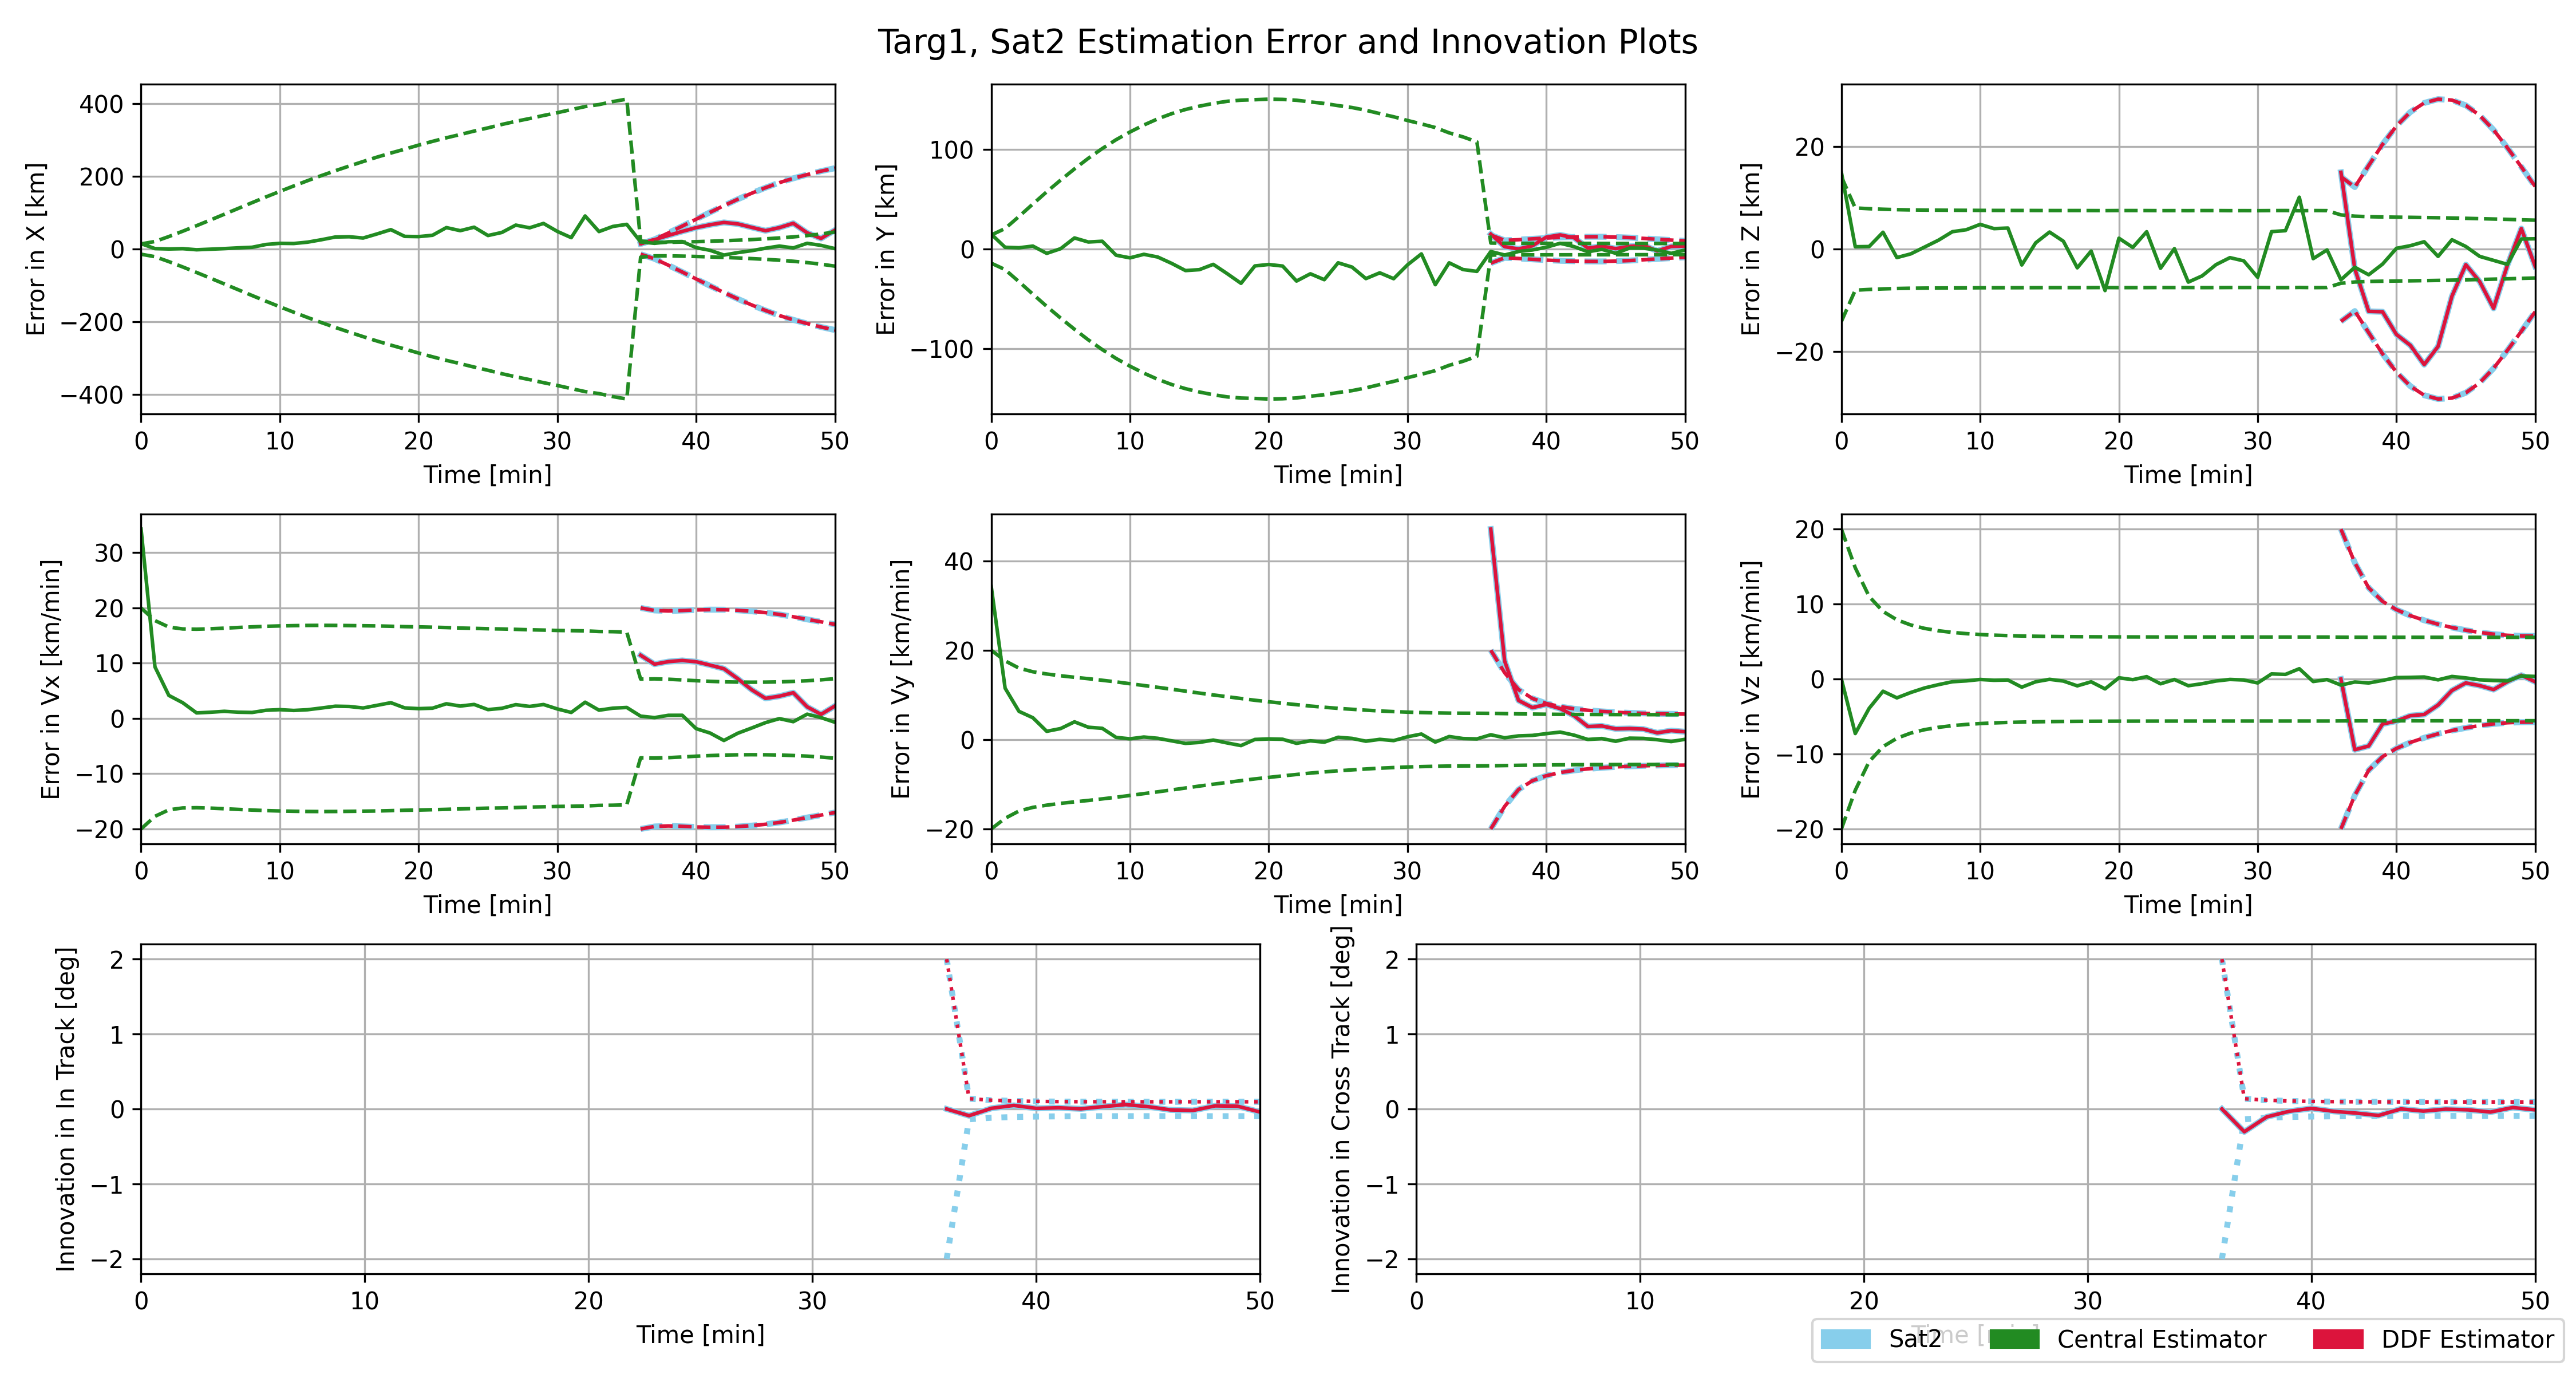 Targ1, Sat2 Estimation Error and Innovation Plots
Error in X [km]
400
200
0
−200
−400
0 10 20 30 40 50
Time [min]
Error in Y [km]
100
0
−100
0 10 20 30 40 50
Time [min]
Error in Z [km]
20
0
−20
0 10 20 30 40 50
Time [min]
Error in Vx [km/min]
30
20
10
0
−10
−20
0 10 20 30 40 50
Time [min]
Error in Vy [km/min]
40
20
0
−20
0 10 20 30 40 50
Time [min]
Error in Vz [km/min]
20
10
0
−10
−20
0 10 20 30 40 50
Time [min]
Innovation in In Track [deg]
2
1
0
−1
−2
0 10 20 30 40 50
Time [min]
Innovation in Cross Track [deg]
2
1
0
−1
−2
0 10 20 30 40 50
Time [min]
Sat2 Central Estimator DDF Estimator